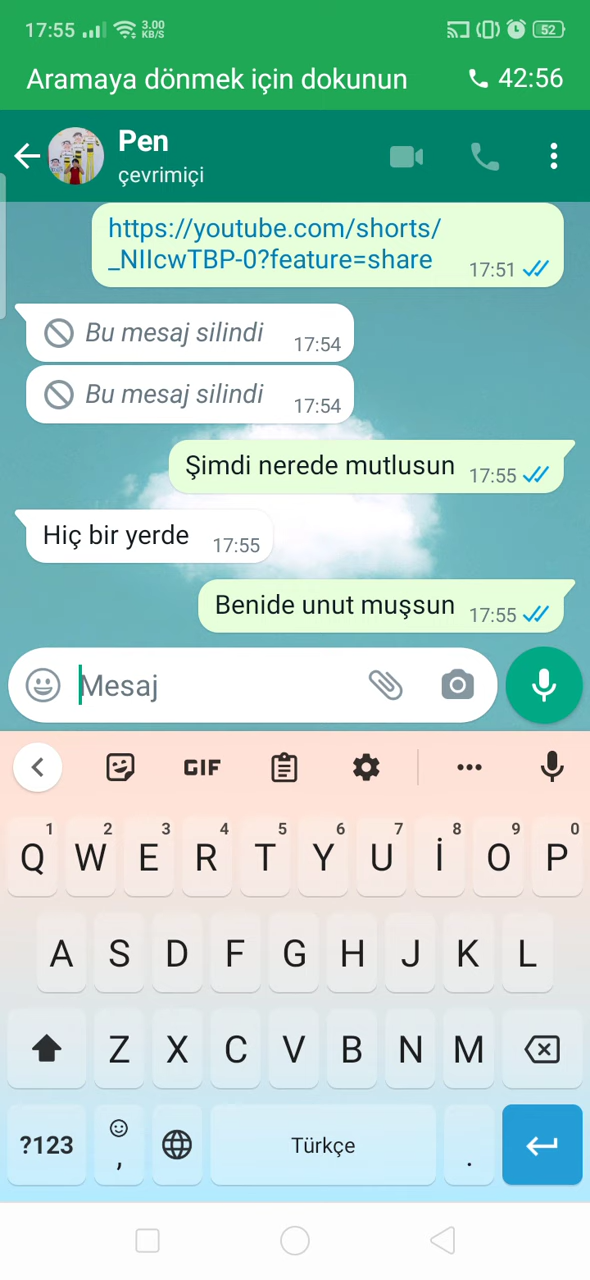 17:55 3.00 KB/S 52
Aramaya dönmek için dokunun 42:56
Pen
çevrimiçi
https://youtube.com/shorts/
_NIIcwTBP-0?feature=share 17:51
Bu mesaj silindi 17:54
Bu mesaj silindi 17:54
Şimdi nerede mutlusun 17:55
Hiç bir yerde 17:55
Benide unut muşsun 17:55
Mesaj
GIF
1 2 3 4 5 6 7 8 9 0
Q W E R T Y U İ O P
A S D F G H J K L
Z X C V B N M
?123 , Türkçe .